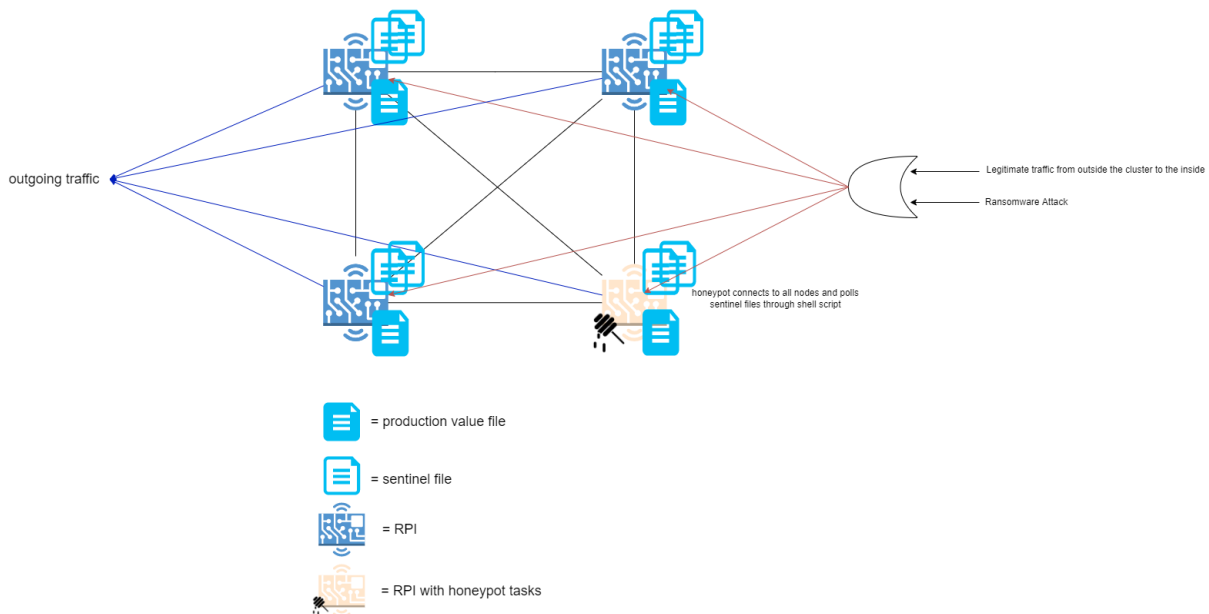 outgoing traffic
Legitimate traffic from outside the cluster to the inside
Ransomware Attack
honeypot connects to all nodes and polls
sentinel files through shell script
= production value file
= sentinel file
= RPI
= RPI with honeypot tasks